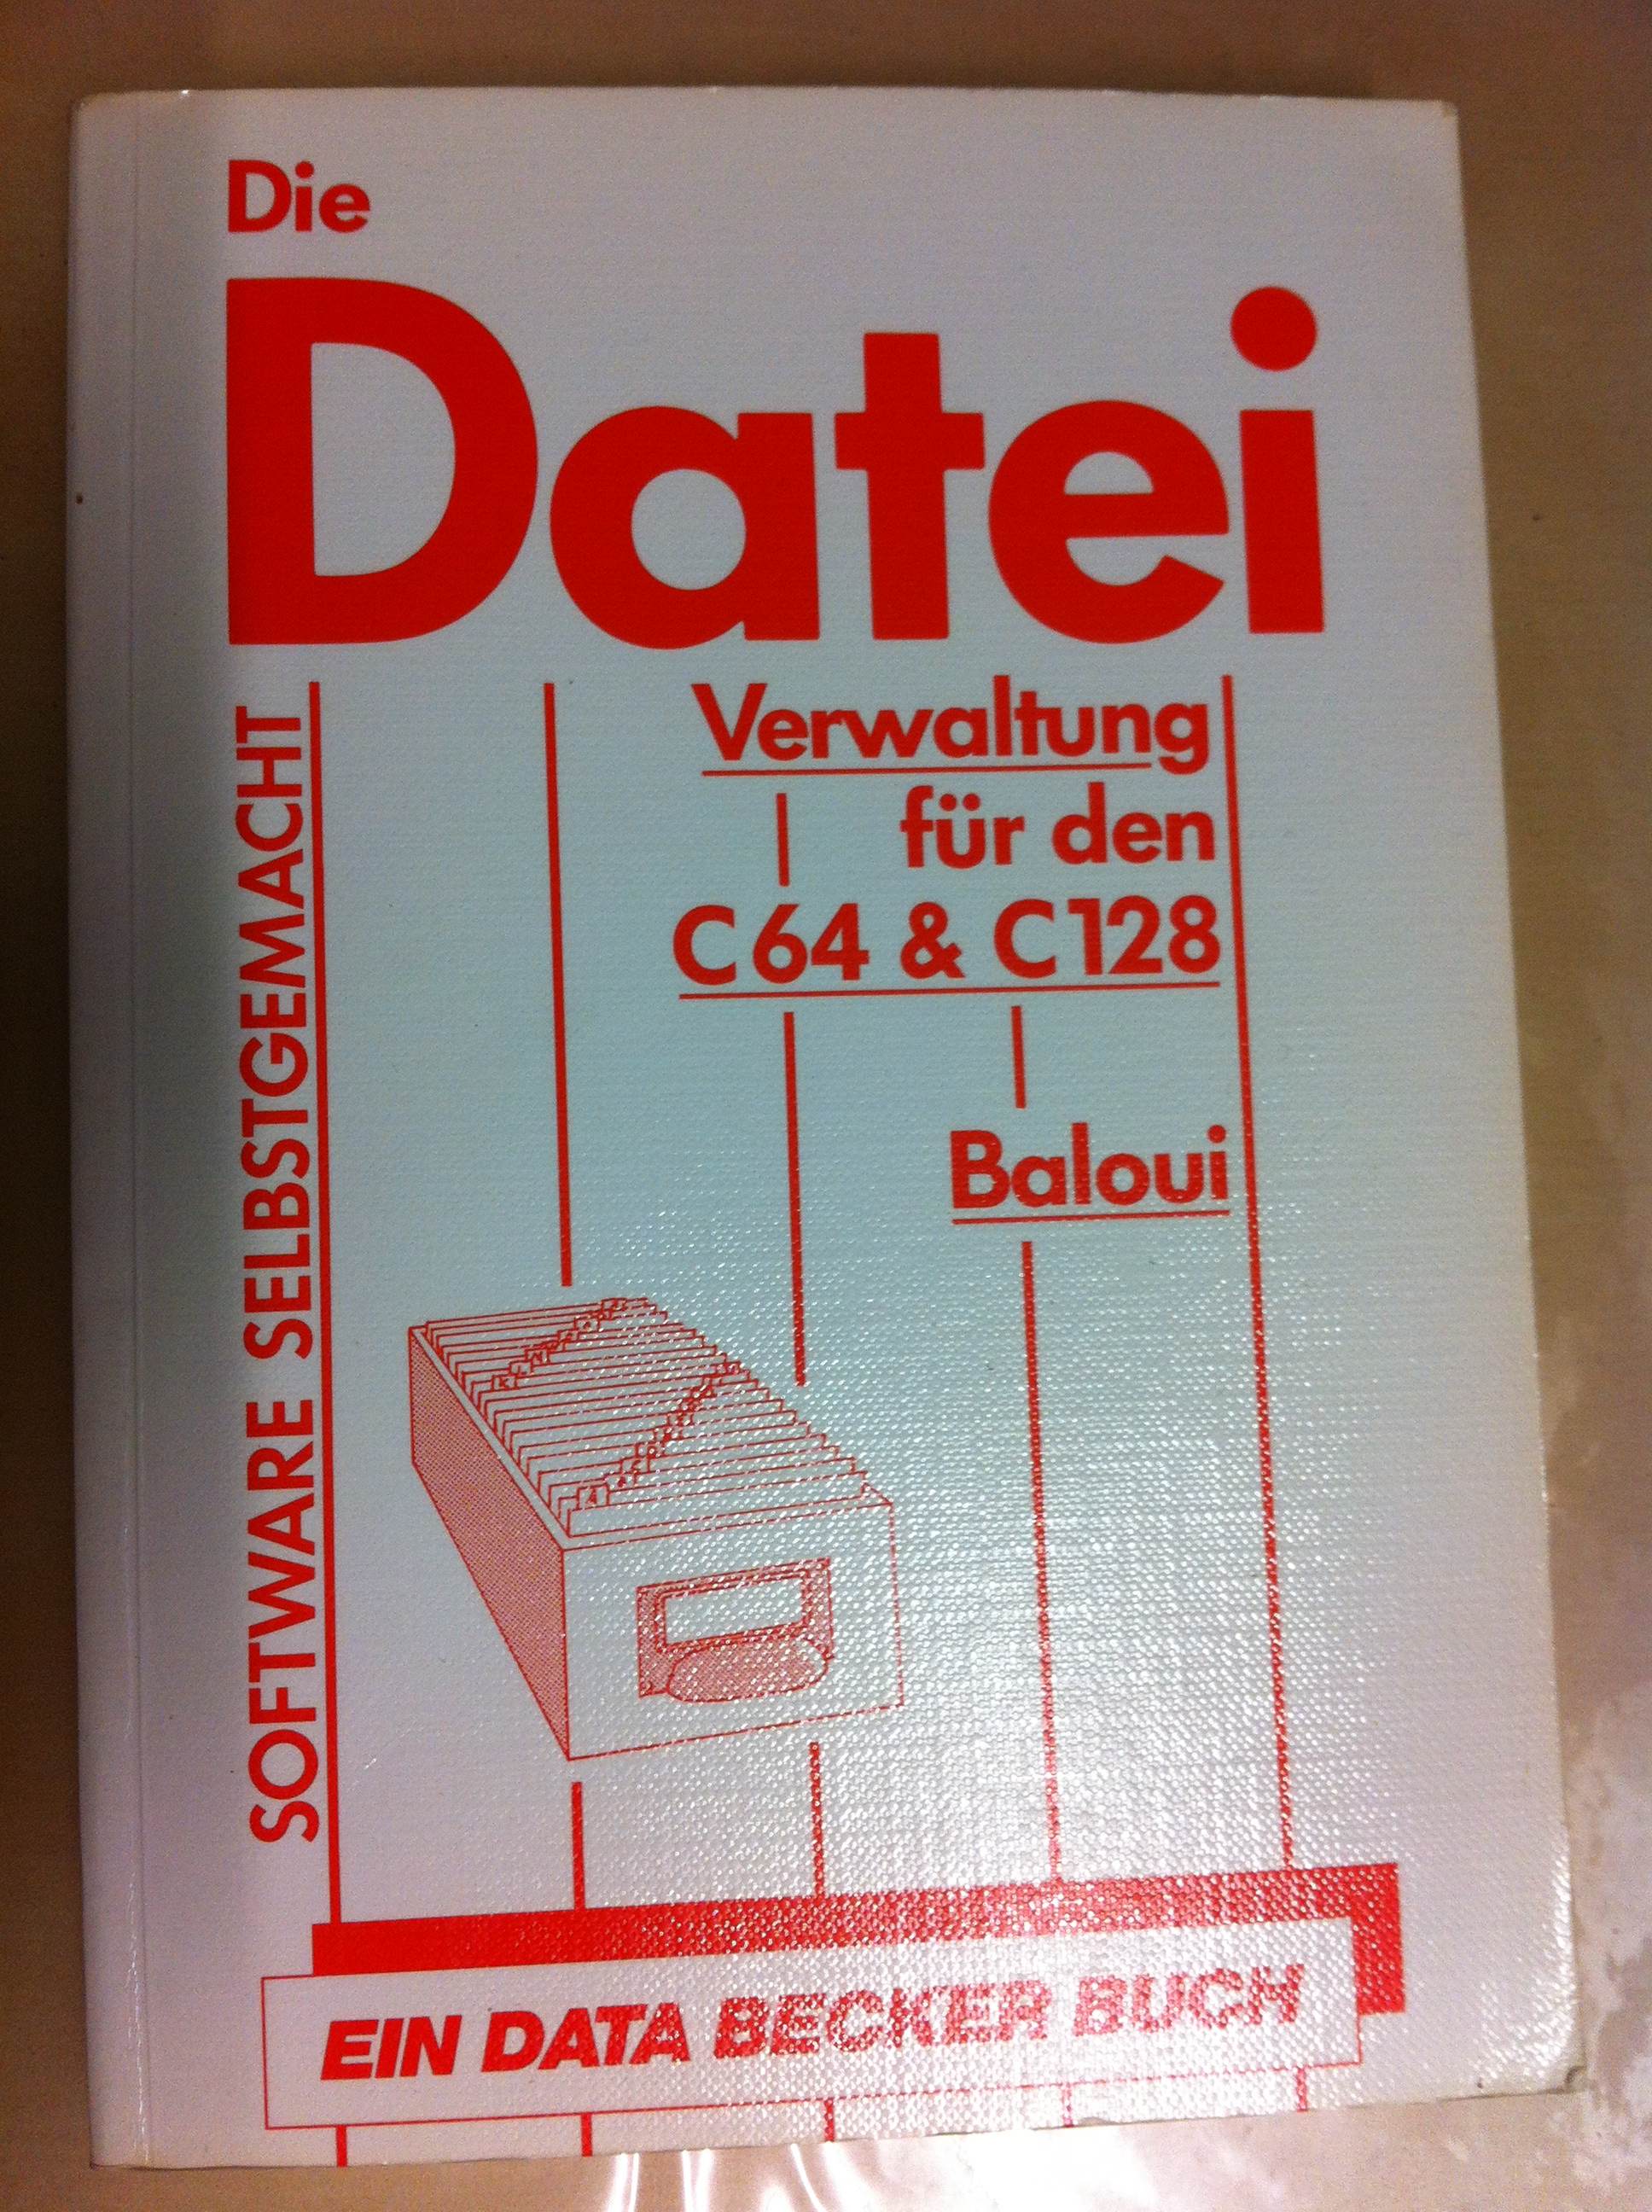 Die
Datei
Verwaltung
für den
C64 & C128
Baloui
SOFTWARE SELBSTGEMACHT
EIN DATA BECKER BUCH